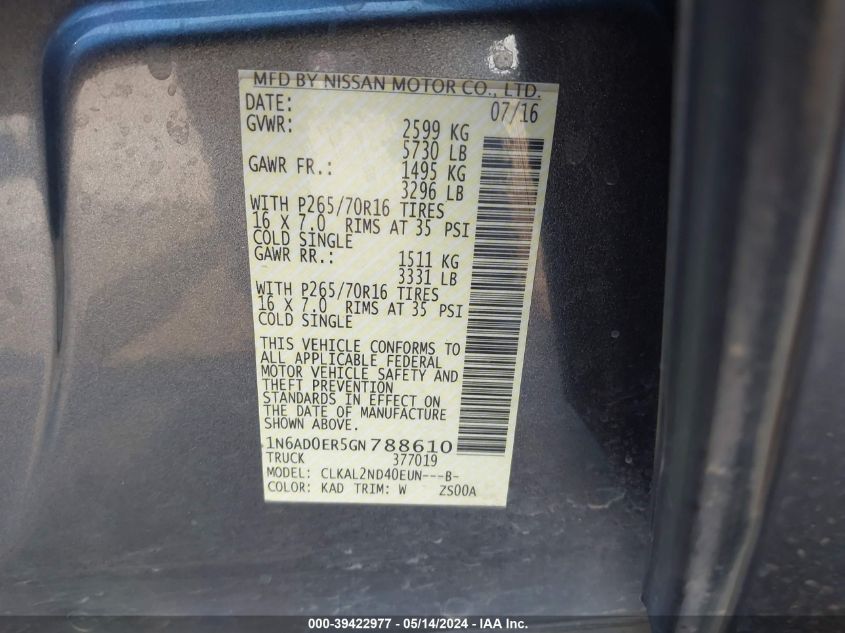 MFD BY NISSAN MOTOR CO., LTD.
DATE: 07/16
GVWR: 2599 KG
5730 LB
GAWR FR.: 1495 KG
3296 LB
WITH P265/70R16 TIRES
16 X 7.0 RIMS AT 35 PSI
COLD SINGLE
GAWR RR.: 1511 KG
3331 LB
WITH P265/70R16 TIRES
16 X 7.0 RIMS AT 35 PSI
COLD SINGLE
THIS VEHICLE CONFORMS TO
ALL APPLICABLE FEDERAL
MOTOR VEHICLE SAFETY AND
THEFT PREVENTION
STANDARDS IN EFFECT ON
THE DATE OF MANUFACTURE
SHOWN ABOVE.
1N6AD0ER5GN788610
TRUCK 377019
MODEL: CLKAL2ND40EUN---B-
COLOR: KAD TRIM: W ZS00A
000-39422977 - 05/14/2024 - IAA Inc.